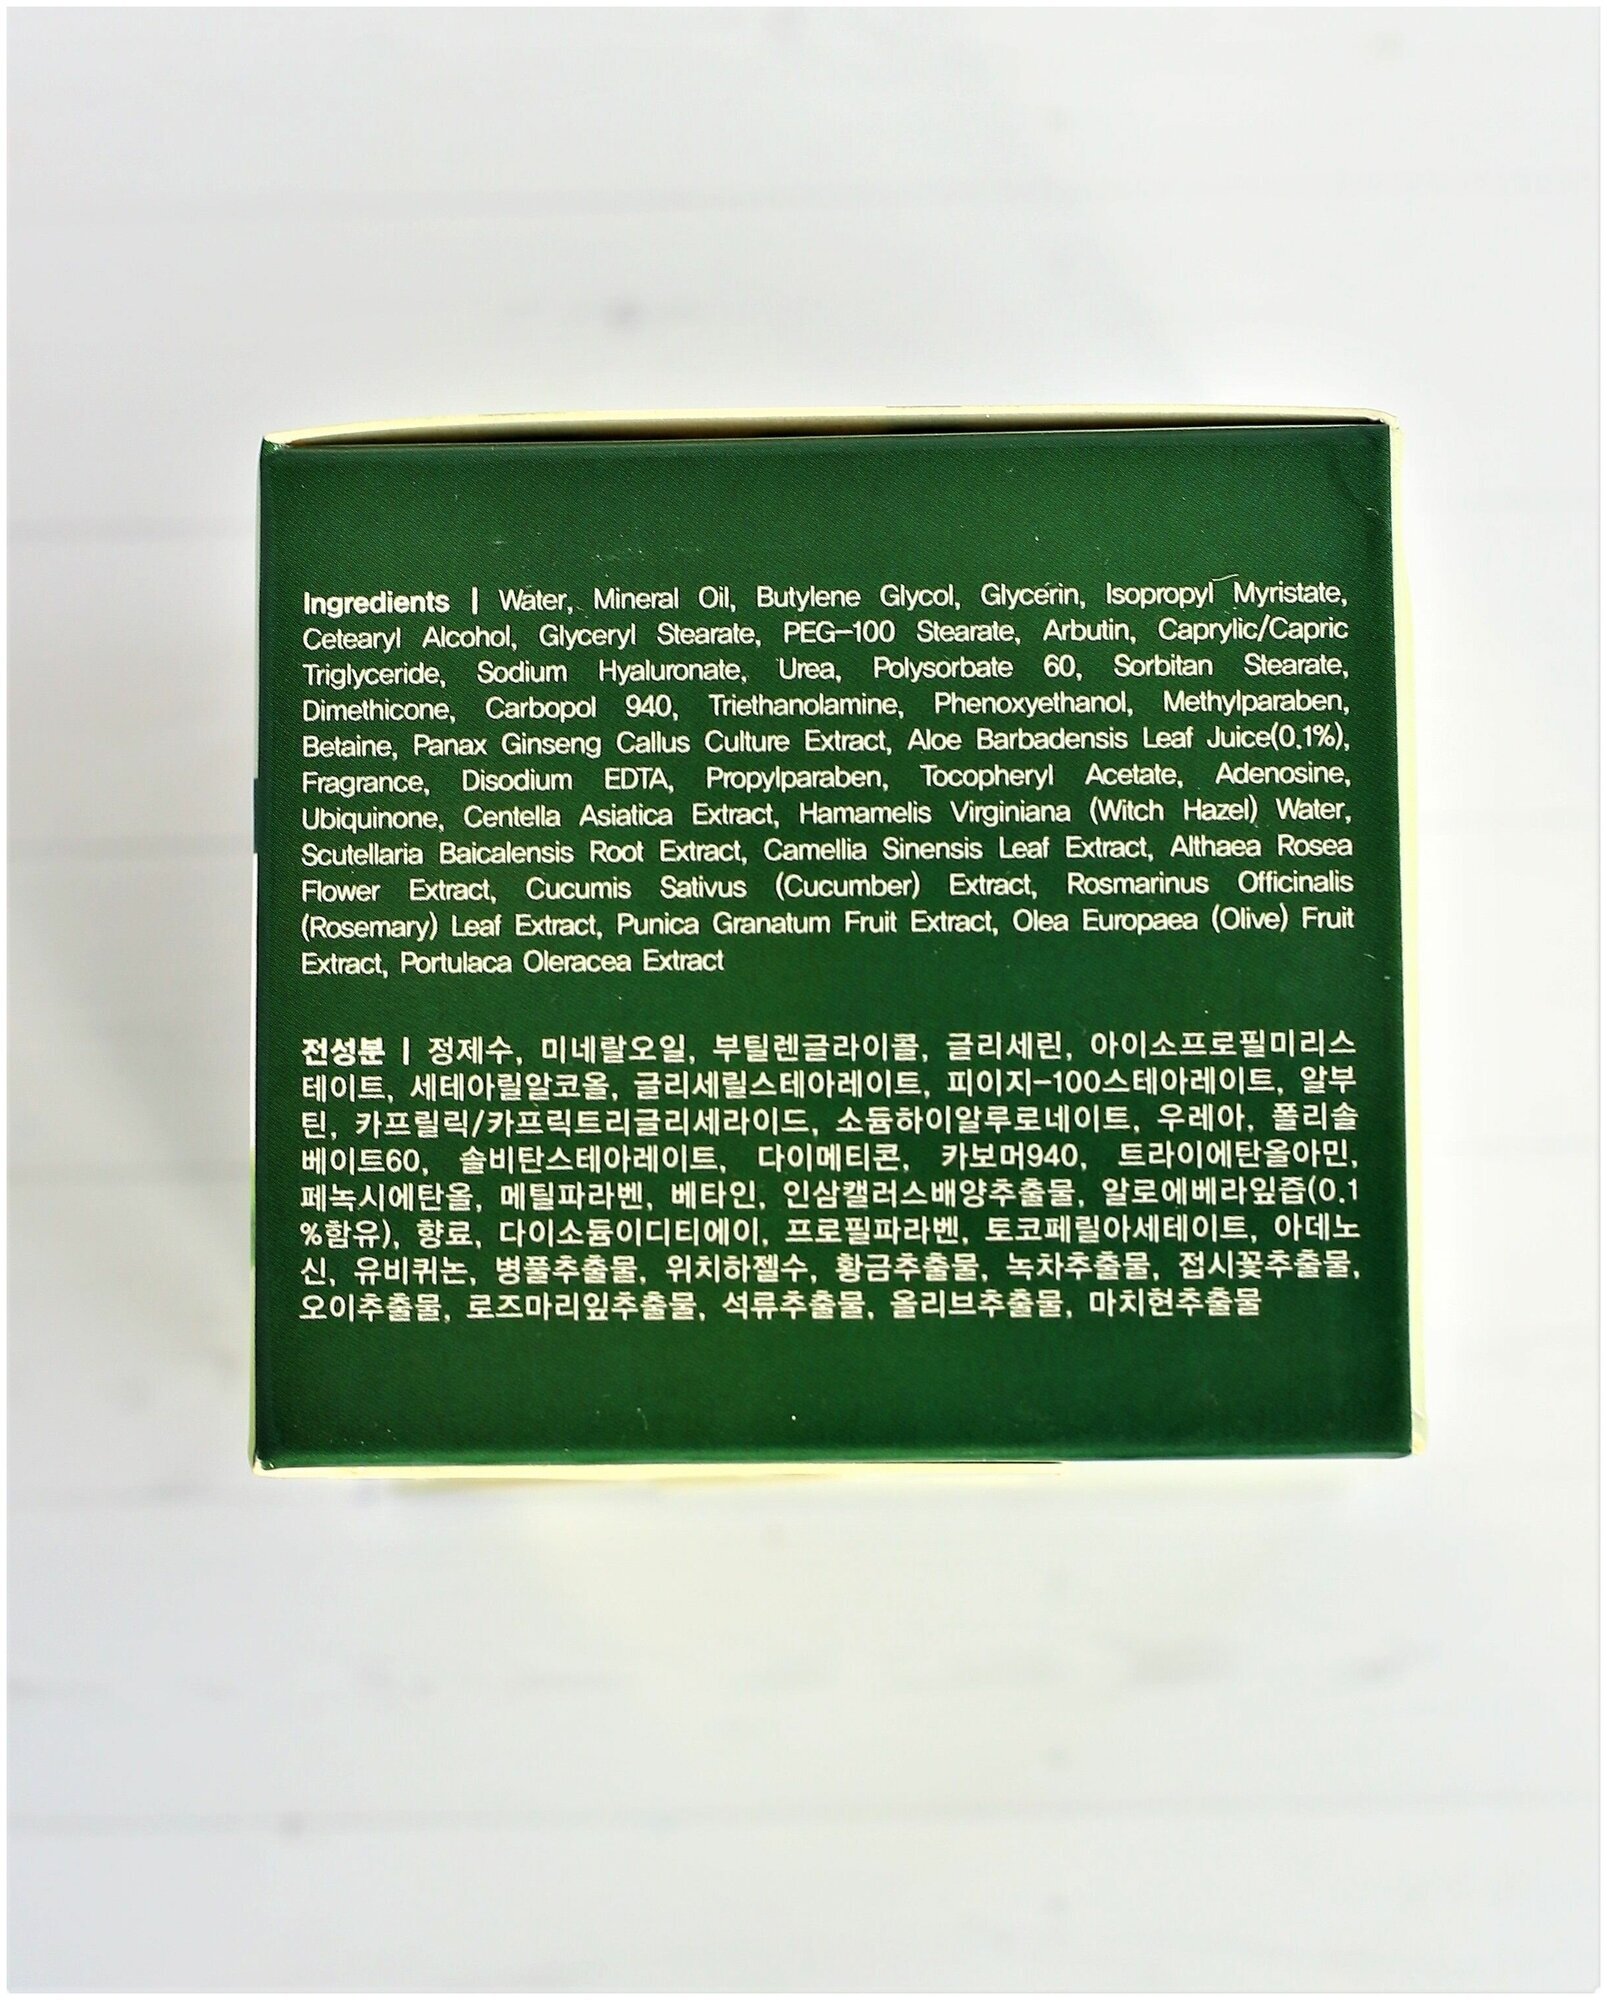 Ingredients | Water, Mineral Oil, Butylene Glycol, Glycerin, Isopropyl Myristate,
Cetearyl Alcohol, Glyceryl Stearate, PEG-100 Stearate, Arbutin, Caprylic/Capric
Triglyceride, Sodium Hyaluronate, Urea, Polysorbate 60, Sorbitan Stearate,
Dimethicone, Carbopol 940, Triethanolamine, Phenoxyethanol, Methylparaben,
Betaine, Panax Ginseng Callus Culture Extract, Aloe Barbadensis Leaf Juice(0.1%),
Fragrance, Disodium EDTA, Propylparaben, Tocopheryl Acetate, Adenosine,
Ubiquinone, Centella Asiatica Extract, Hamamelis Virginiana (Witch Hazel) Water,
Scutellaria Baicalensis Root Extract, Camellia Sinensis Leaf Extract, Althaea Rosea
Flower Extract, Cucumis Sativus (Cucumber) Extract, Rosmarinus Officinalis
(Rosemary) Leaf Extract, Punica Granatum Fruit Extract, Olea Europaea (Olive) Fruit
Extract, Portulaca Oleracea Extract
전성분 | 정제수, 미네랄오일, 부틸렌글라이콜, 글리세린, 아이소프로필미리스
테이트, 세테아릴알코올, 글리세릴스테아레이트, 피이지-100스테아레이트, 알부
틴, 카프릴릭/카프릭트리글리세라이드, 소듐하이알루로네이트, 우레아, 폴리솔
베이트60, 솔비탄스테아레이트, 다이메티콘, 카보머940, 트라이에탄올아민,
페녹시에탄올, 메틸파라벤, 베타인, 인삼캘러스배양추출물, 알로에베라잎즙(0.1
%함유), 향료, 다이소듐이디티에이, 프로필파라벤, 토코페릴아세테이트, 아데노
신, 유비퀴논, 병풀추출물, 위치하젤수, 황금추출물, 녹차추출물, 접시꽃추출물,
오이추출물, 로즈마리잎추출물, 석류추출물, 올리브추출물, 마치현추출물